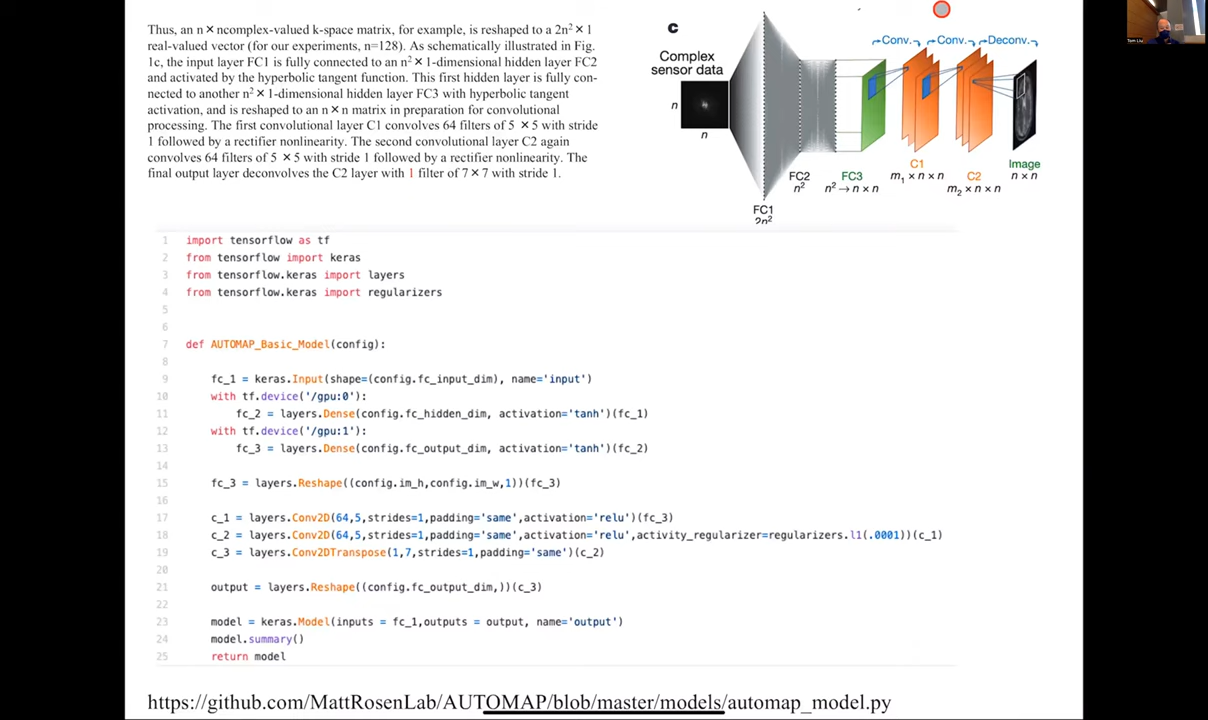 Thus, an n × ncomplex-valued k-space matrix, for example, is reshaped to a 2n² × 1
real-valued vector (for our experiments, n=128). As schematically illustrated in Fig.
1c, the input layer FC1 is fully connected to an n² × 1-dimensional hidden layer FC2
and activated by the hyperbolic tangent function. This first hidden layer is fully con-
nected to another n² × 1-dimensional hidden layer FC3 with hyperbolic tangent
activation, and is reshaped to an n × n matrix in preparation for convolutional
processing. The first convolutional layer C1 convolves 64 filters of 5 ×5 with stride
1 followed by a rectifier nonlinearity. The second convolutional layer C2 again
convolves 64 filters of 5 ×5 with stride 1 followed by a rectifier nonlinearity. The
final output layer deconvolves the C2 layer with 1 filter of 7 × 7 with stride 1.
c
Complex
sensor data
n
n
FC1
2n²
FC2
n²
FC3
n² → n × n
Conv.
Conv.
Deconv.
C1
m₁ × n × n
C2
m₂ × n × n
Image
n × n
Tom Liu
1 import tensorflow as tf
2 from tensorflow import keras
3 from tensorflow.keras import layers
4 from tensorflow.keras import regularizers
5
6
7 def AUTOMAP_Basic_Model(config):
8
9 fc_1 = keras.Input(shape=(config.fc_input_dim), name='input')
10 with tf.device('/gpu:0'):
11 fc_2 = layers.Dense(config.fc_hidden_dim, activation='tanh')(fc_1)
12 with tf.device('/gpu:1'):
13 fc_3 = layers.Dense(config.fc_output_dim, activation='tanh')(fc_2)
14
15 fc_3 = layers.Reshape((config.im_h,config.im_w,1))(fc_3)
16
17 c_1 = layers.Conv2D(64,5,strides=1,padding='same',activation='relu')(fc_3)
18 c_2 = layers.Conv2D(64,5,strides=1,padding='same',activation='relu',activity_regularizer=regularizers.l1(.0001))(c_1)
19 c_3 = layers.Conv2DTranspose(1,7,strides=1,padding='same')(c_2)
20
21 output = layers.Reshape((config.fc_output_dim,))(c_3)
22
23 model = keras.Model(inputs = fc_1,outputs = output, name='output')
24 model.summary()
25 return model
https://github.com/MattRosenLab/AUTOMAP/blob/master/models/automap_model.py